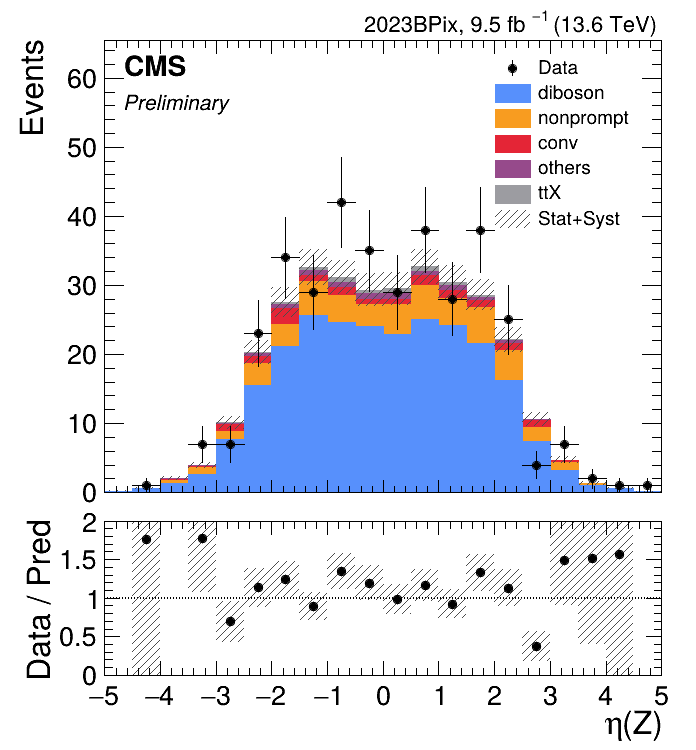 2023BPix, 9.5 fb⁻¹ (13.6 TeV)
CMS
Preliminary
Events
Data
diboson
nonprompt
conv
others
ttX
Stat+Syst
60
50
40
30
20
10
0
Data / Pred
2
1.5
1
0.5
0
−5 −4 −3 −2 −1 0 1 2 3 4 5
η(Z)